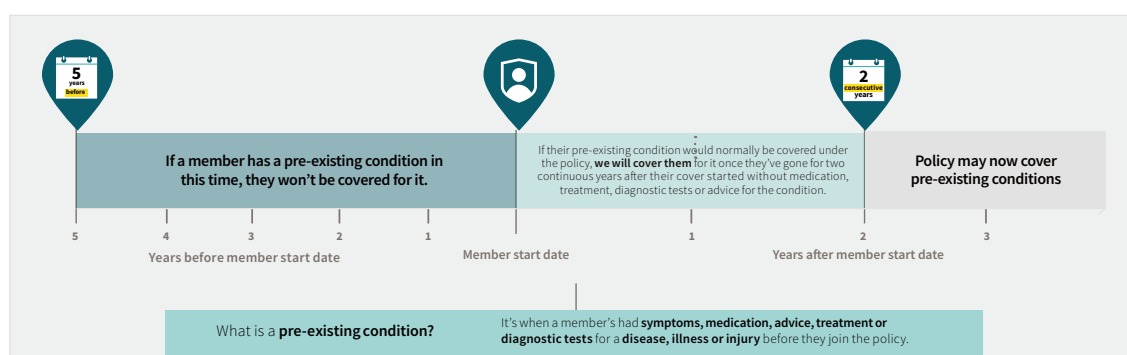 5
years
before
2
consecutive
years
If a member has a pre-existing condition in
this time, they won't be covered for it.
If their pre-existing condition would normally be covered under
the policy, we will cover them for it once they've gone for two
continuous years after their cover started without medication,
treatment, diagnostic tests or advice for the condition.
Policy may now cover
pre-existing conditions
5
4
3
2
1
1
2
3
Years before member start date
Member start date
Years after member start date
What is a pre-existing condition?
It's when a member's had symptoms, medication, advice, treatment or
diagnostic tests for a disease, illness or injury before they join the policy.